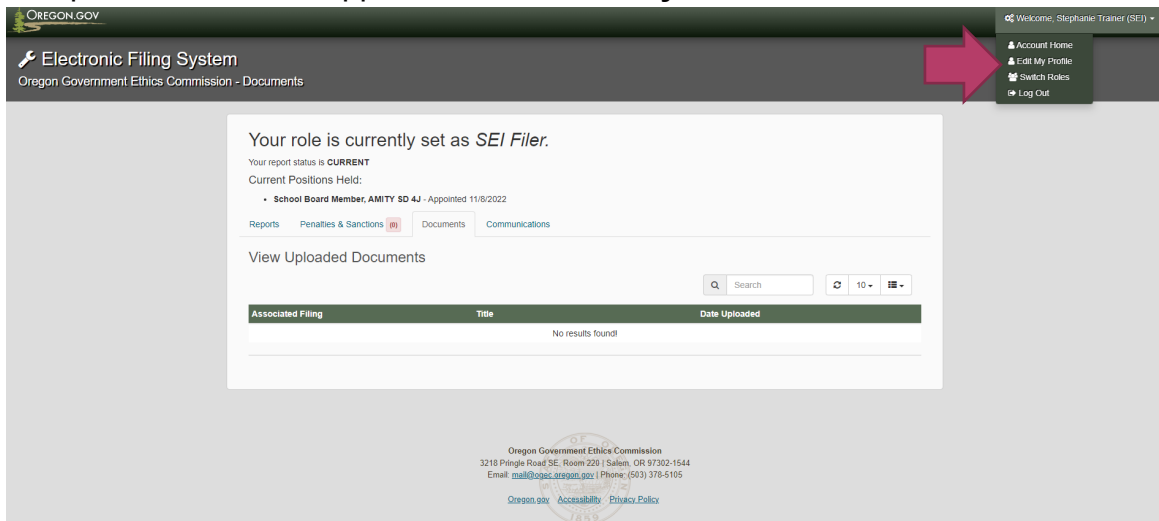 OREGON.GOV
Welcome, Stephanie Trainer (SEI)
Account Home
Edit My Profile
Switch Roles
Log Out
Electronic Filing System
Oregon Government Ethics Commission - Documents
Your role is currently set as SEI Filer.
Your report status is CURRENT
Current Positions Held:
• School Board Member, AMITY SD 4J - Appointed 11/8/2022
Reports Penalties & Sanctions (0) Documents Communications
View Uploaded Documents
Search 10
Associated Filing Title Date Uploaded
No results found!
Oregon Government Ethics Commission
3218 Pringle Road SE, Room 220 | Salem, OR 97302-1544
Email: mail@ogec.oregon.gov | Phone: (503) 378-5105
Oregon.gov Accessibility Privacy Policy
1859